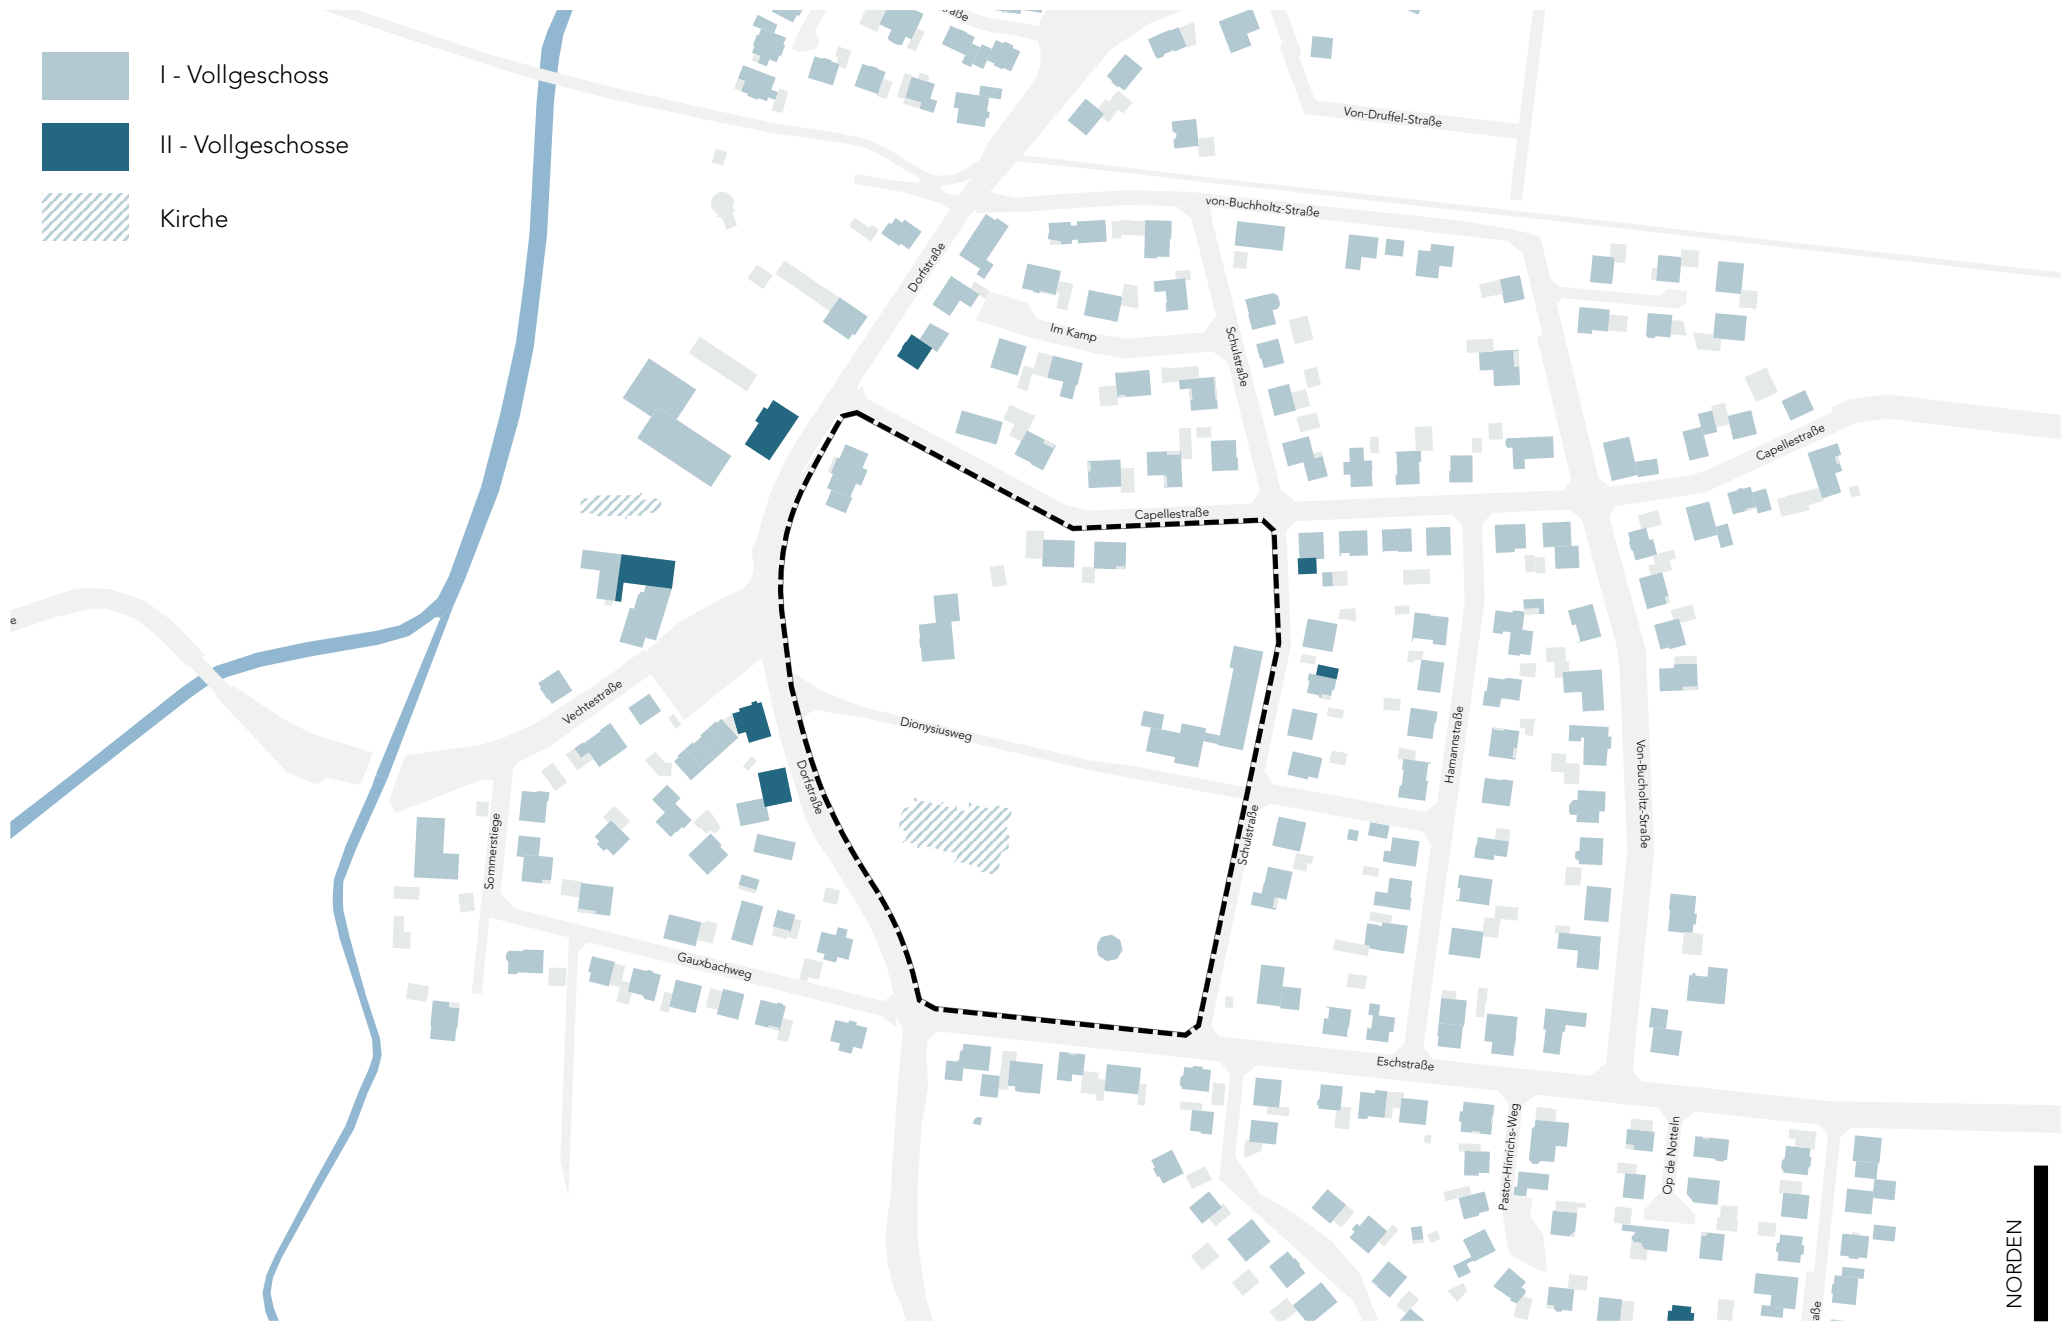 I - Vollgeschoss
II - Vollgeschosse
Kirche
Von-Druffel-Straße
von-Buchholtz-Straße
Dorfstraße
Im Kamp
Schulstraße
Capellestraße
Capellestraße
Vechtestraße
Dionysiusweg
Dorfstraße
Hamannstraße
Von-Buchholtz-Straße
Sommerstiege
Schulstraße
Gauxbachweg
Eschstraße
Pastor-Hinrichs-Weg
Op de Notteln
NORDEN